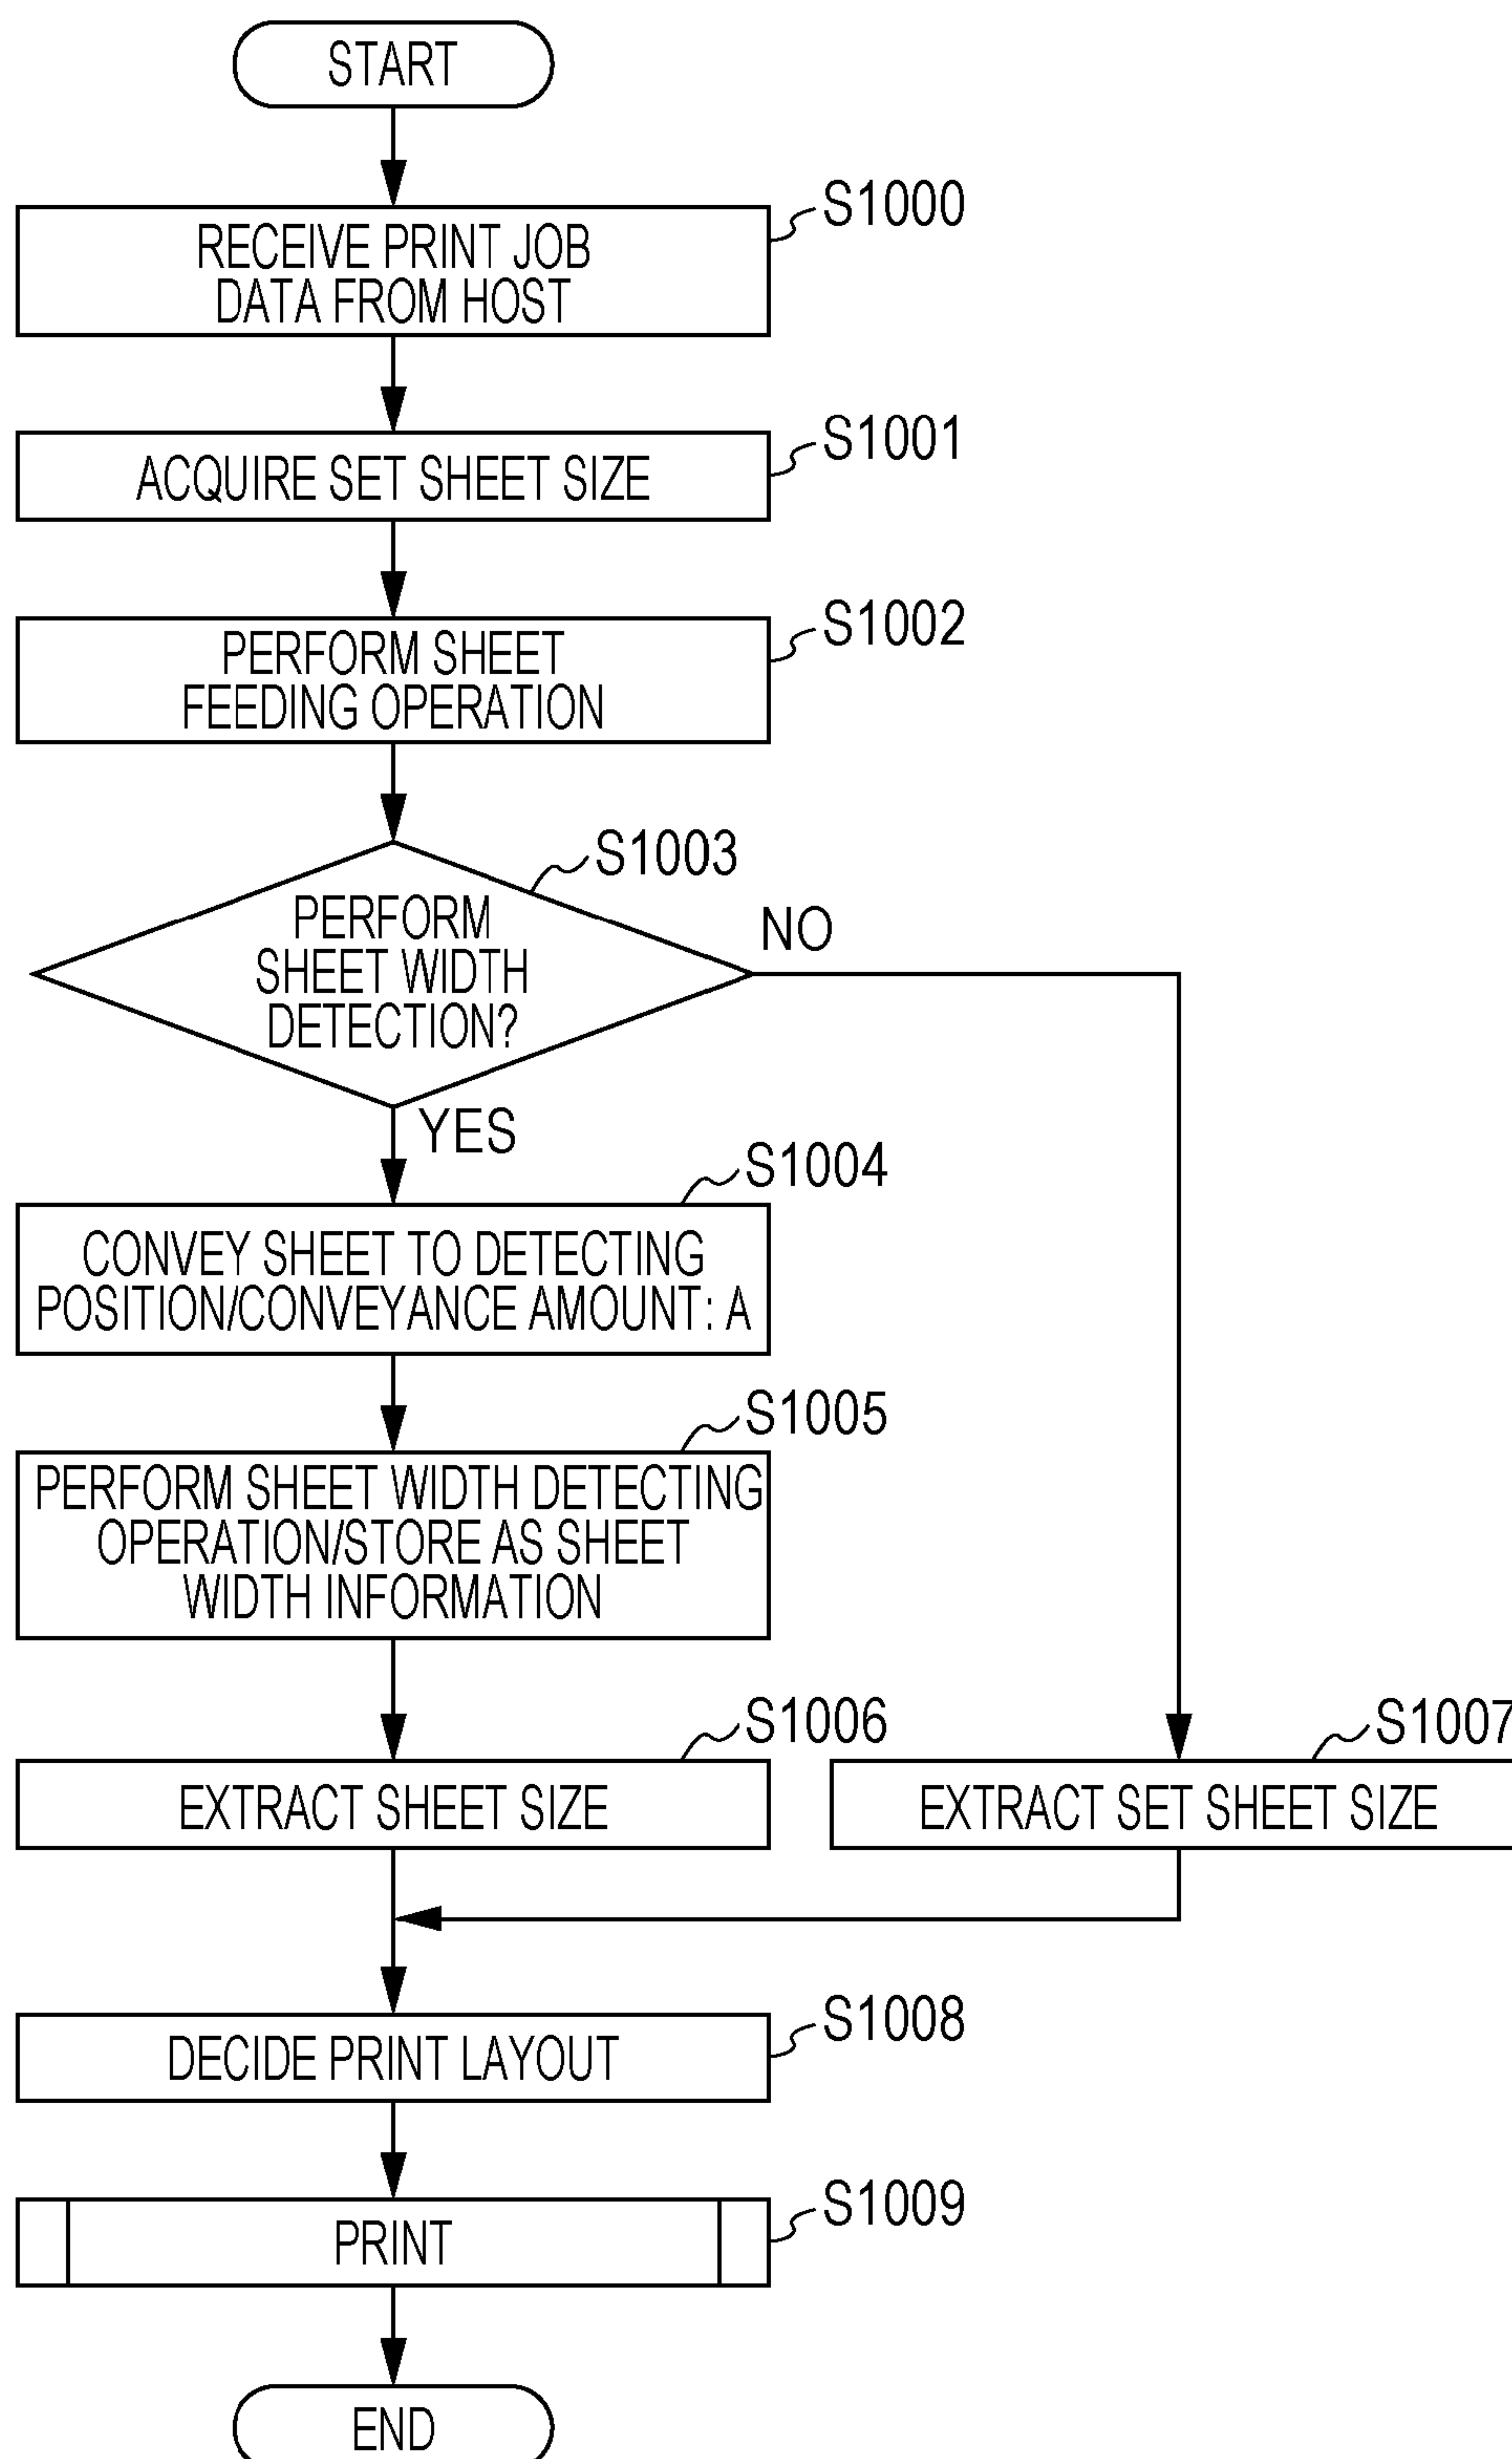 START
S1000
RECEIVE PRINT JOB
DATA FROM HOST
S1001
ACQUIRE SET SHEET SIZE
S1002
PERFORM SHEET
FEEDING OPERATION
S1003
PERFORM
SHEET WIDTH
DETECTION?
NO
YES
S1004
CONVEY SHEET TO DETECTING
POSITION/CONVEYANCE AMOUNT: A
S1005
PERFORM SHEET WIDTH DETECTING
OPERATION/STORE AS SHEET
WIDTH INFORMATION
S1006
EXTRACT SHEET SIZE
S1007
EXTRACT SET SHEET SIZE
S1008
DECIDE PRINT LAYOUT
S1009
PRINT
END